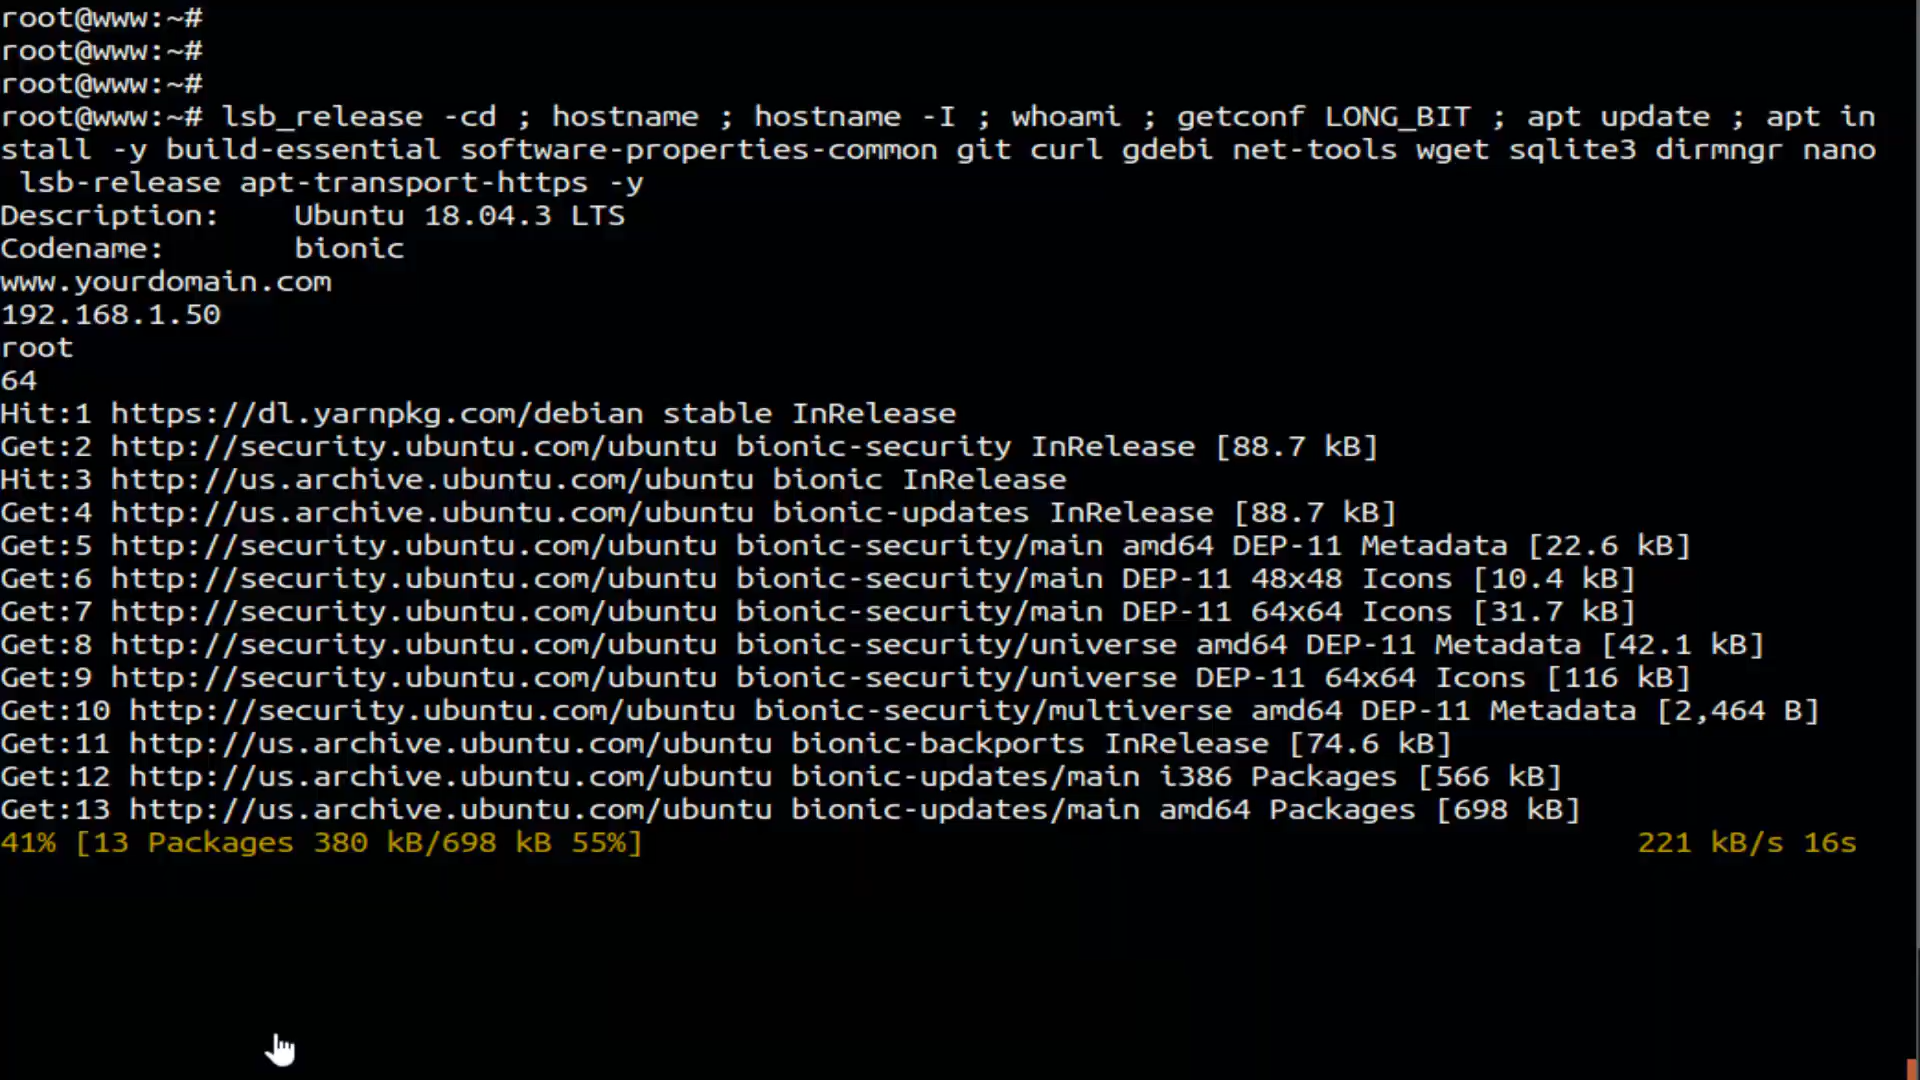 root@www:~#
root@www:~#
root@www:~#
root@www:~# lsb_release -cd ; hostname ; hostname -I ; whoami ; getconf LONG_BIT ; apt update ; apt in
stall -y build-essential software-properties-common git curl gdebi net-tools wget sqlite3 dirmngr nano
 lsb-release apt-transport-https -y
Description:    Ubuntu 18.04.3 LTS
Codename:       bionic
www.yourdomain.com
192.168.1.50
root
64
Hit:1 https://dl.yarnpkg.com/debian stable InRelease
Get:2 http://security.ubuntu.com/ubuntu bionic-security InRelease [88.7 kB]
Hit:3 http://us.archive.ubuntu.com/ubuntu bionic InRelease
Get:4 http://us.archive.ubuntu.com/ubuntu bionic-updates InRelease [88.7 kB]
Get:5 http://security.ubuntu.com/ubuntu bionic-security/main amd64 DEP-11 Metadata [22.6 kB]
Get:6 http://security.ubuntu.com/ubuntu bionic-security/main DEP-11 48x48 Icons [10.4 kB]
Get:7 http://security.ubuntu.com/ubuntu bionic-security/main DEP-11 64x64 Icons [31.7 kB]
Get:8 http://security.ubuntu.com/ubuntu bionic-security/universe amd64 DEP-11 Metadata [42.1 kB]
Get:9 http://security.ubuntu.com/ubuntu bionic-security/universe DEP-11 64x64 Icons [116 kB]
Get:10 http://security.ubuntu.com/ubuntu bionic-security/multiverse amd64 DEP-11 Metadata [2,464 B]
Get:11 http://us.archive.ubuntu.com/ubuntu bionic-backports InRelease [74.6 kB]
Get:12 http://us.archive.ubuntu.com/ubuntu bionic-updates/main i386 Packages [566 kB]
Get:13 http://us.archive.ubuntu.com/ubuntu bionic-updates/main amd64 Packages [698 kB]
41% [13 Packages 380 kB/698 kB 55%] 221 kB/s 16s